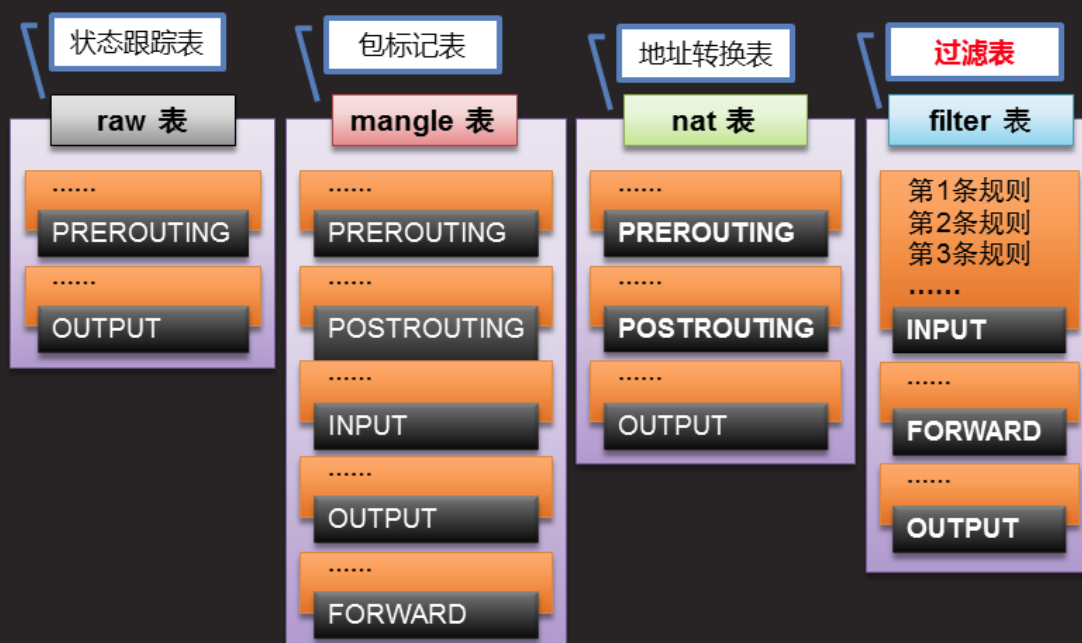 状态跟踪表
raw 表
......
PREROUTING
......
OUTPUT
包标记表
mangle 表
......
PREROUTING
......
POSTROUTING
......
INPUT
......
OUTPUT
......
FORWARD
地址转换表
nat 表
......
PREROUTING
......
POSTROUTING
......
OUTPUT
过滤表
filter 表
第1条规则
第2条规则
第3条规则
......
INPUT
......
FORWARD
......
OUTPUT